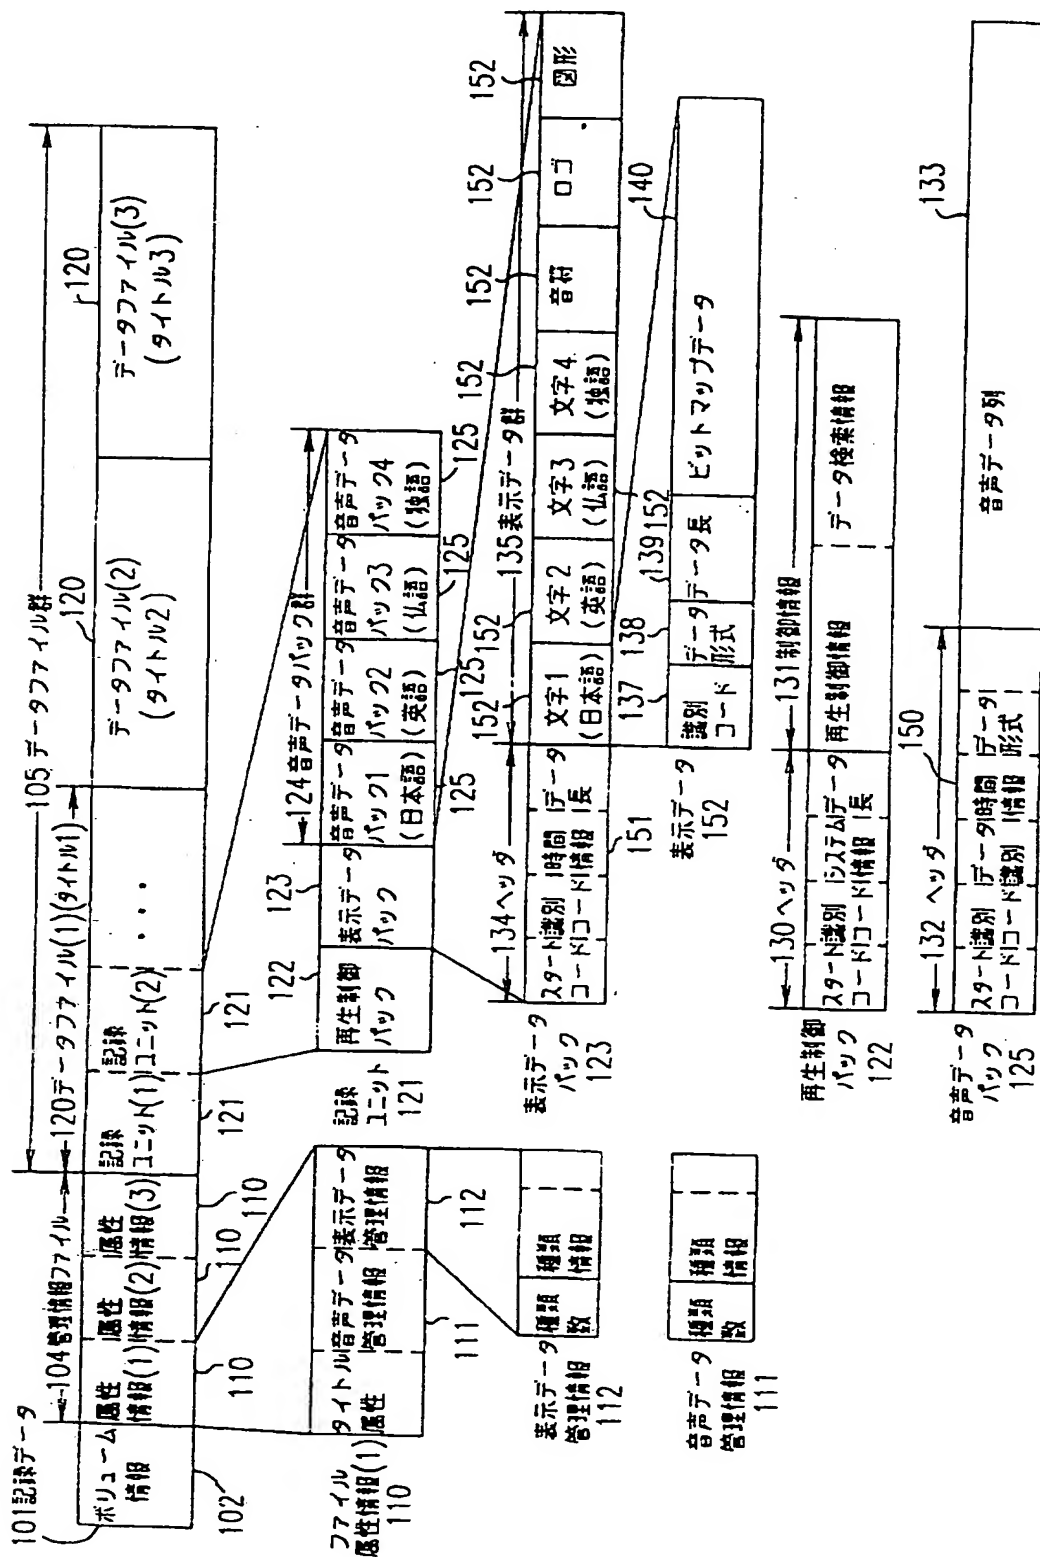 101記録データ
ボリューム
情報
102
104管理情報ファイル
属性
情報(1)
110
属性
情報(2)
110
属性
情報(3)
110
105データファイル群
120データファイル(1)(タイトル1)
記録
ユニット(1)
121
記録
ユニット(2)
121
・・・
120
データファイル(2)
(タイトル2)
120
データファイル(3)
(タイトル3)
ファイル
属性情報(1)
110
タイトル
属性
音声データ
管理情報
111
表示データ
管理情報
112
記録
ユニット
121
122
再生制御
パック
123
表示データ
パック
124音声データパック群
音声データ
パック1
(日本語)
125
音声データ
パック2
(英語)
125
音声データ
パック3
(仏語)
125
音声データ
パック4
(独語)
125
表示データ
管理情報
112
種類
数
種類
情報
表示データ
パック
123
134ヘッダ
スタート
コード
識別
コード
時間
情報
データ
長
151
135表示データ群
152
文字1
(日本語)
152
文字2
(英語)
152
文字3
(仏語)
152
文字4
(独語)
152
音符
152
ロゴ
152
図形
表示データ
152
137
識別
コード
138
データ
形式
139
データ長
140
ビットマップデータ
音声データ
管理情報
111
種類
数
種類
情報
再生制御
パック
122
130ヘッダ
スタート
コード
識別
コード
システム
情報
データ
長
131制御情報
再生制御情報
データ検索情報
音声データ
パック
125
132ヘッダ
スタート
コード
識別
コード
データ
識別
時間
情報
データ
形式
150
133
音声データ列